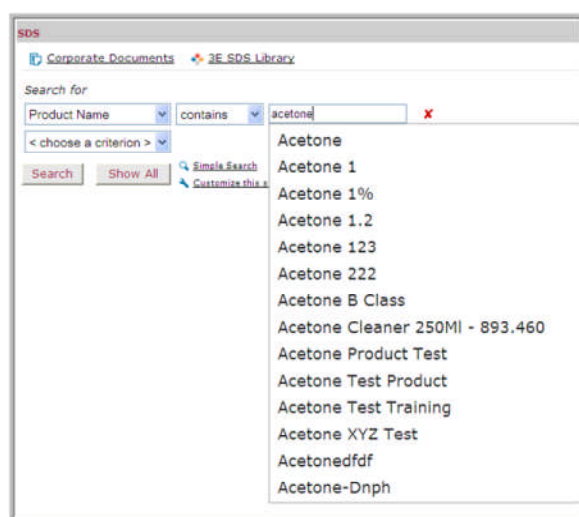 SDS
Corporate Documents 3E SDS Library
Search for
Product Name contains acetone
< choose a criterion >
Search Show All Simple Search
Customize this s
Acetone
Acetone 1
Acetone 1%
Acetone 1.2
Acetone 123
Acetone 222
Acetone B Class
Acetone Cleaner 250Ml - 893.460
Acetone Product Test
Acetone Test Product
Acetone Test Training
Acetone XYZ Test
Acetonedfdf
Acetone-Dnph